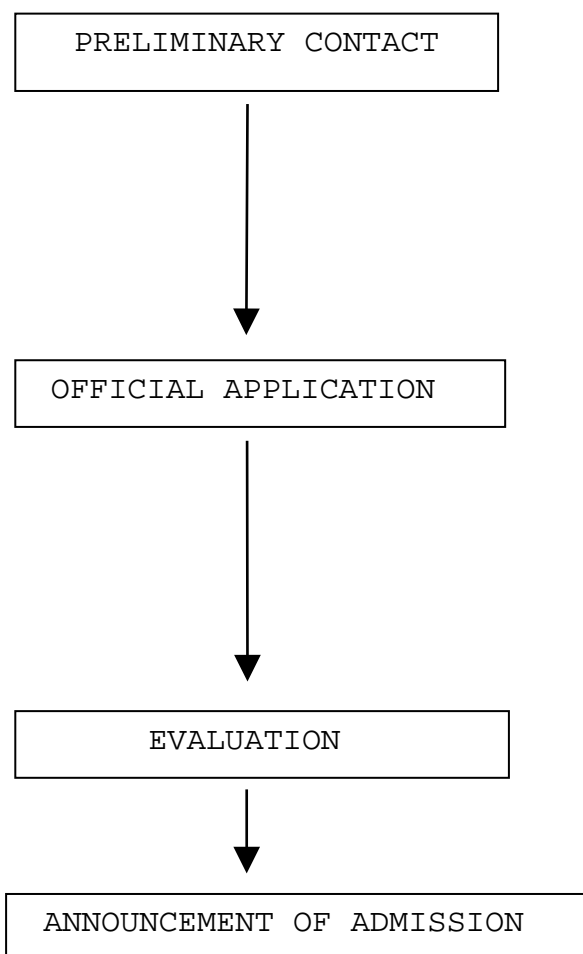 PRELIMINARY CONTACT
OFFICIAL APPLICATION
EVALUATION
ANNOUNCEMENT OF ADMISSION